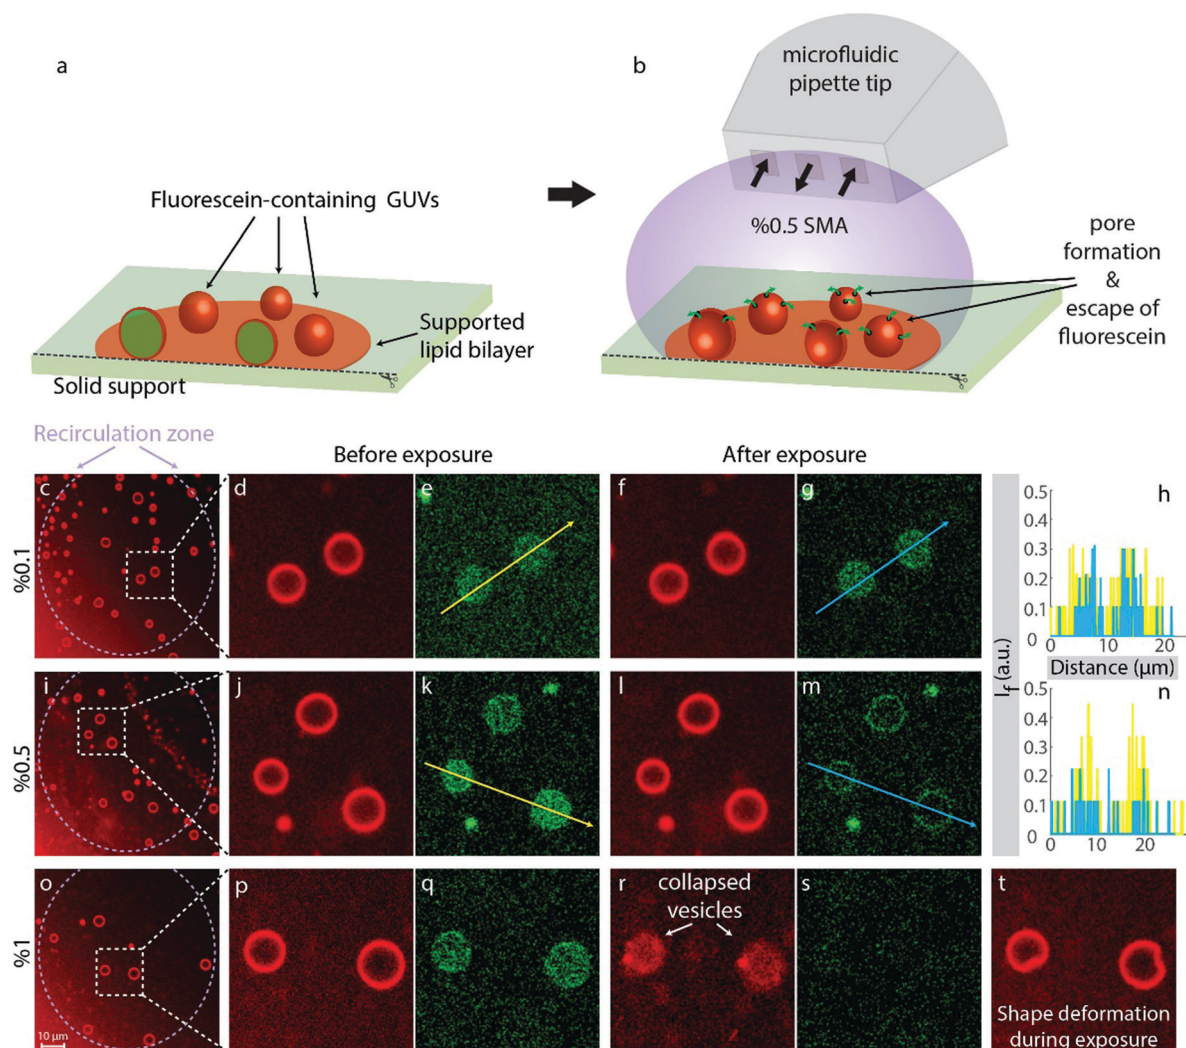 a
b
microfluidic
pipette tip
Fluorescein-containing GUVs
%0.5 SMA
pore
formation
&
escape of
fluorescein
Supported
lipid bilayer
Solid support
Recirculation zone
Before exposure
After exposure
%0.1
c
d
e
f
g
h
0.5
0.4
0.3
0.2
0.1
0
0 10 20
Distance (µm)
I_f (a.u.)
%0.5
i
j
k
l
m
n
0.5
0.4
0.3
0.2
0.1
0
0 10 20
%1
o
p
q
r
collapsed
vesicles
s
t
10 µm
Shape deformation
during exposure